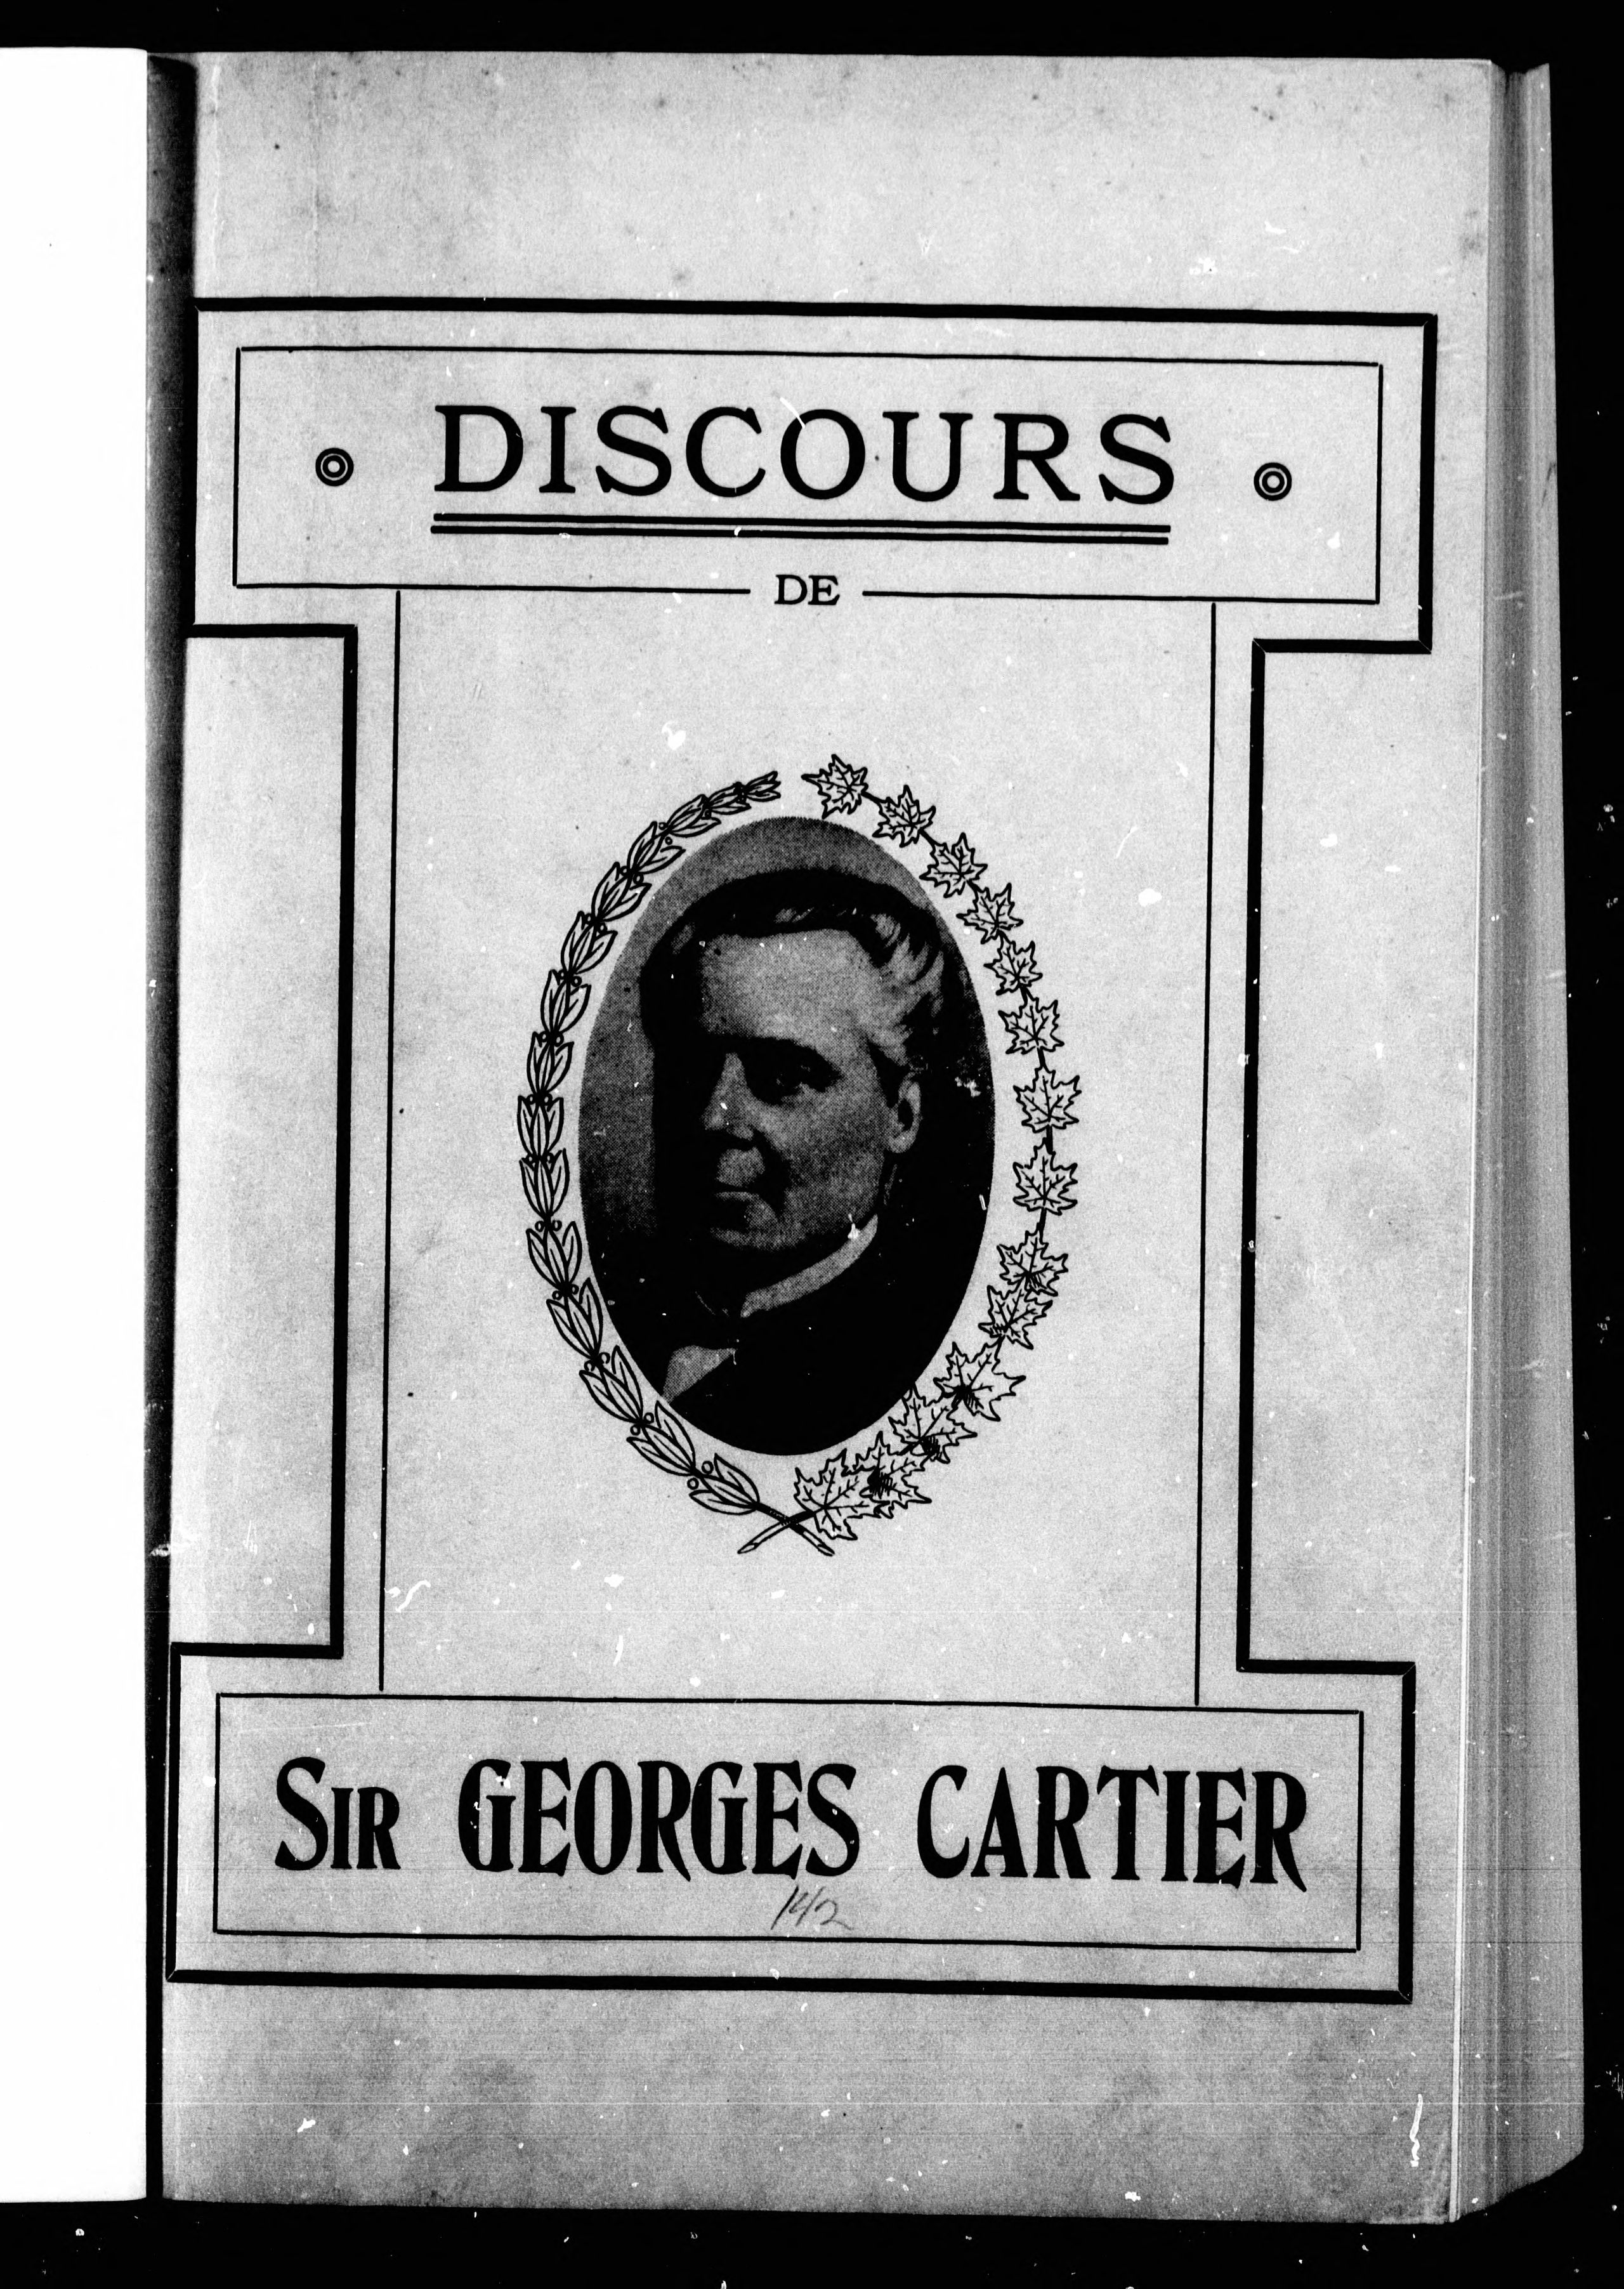 DISCOURS
DE
SIR GEORGES CARTIER
142